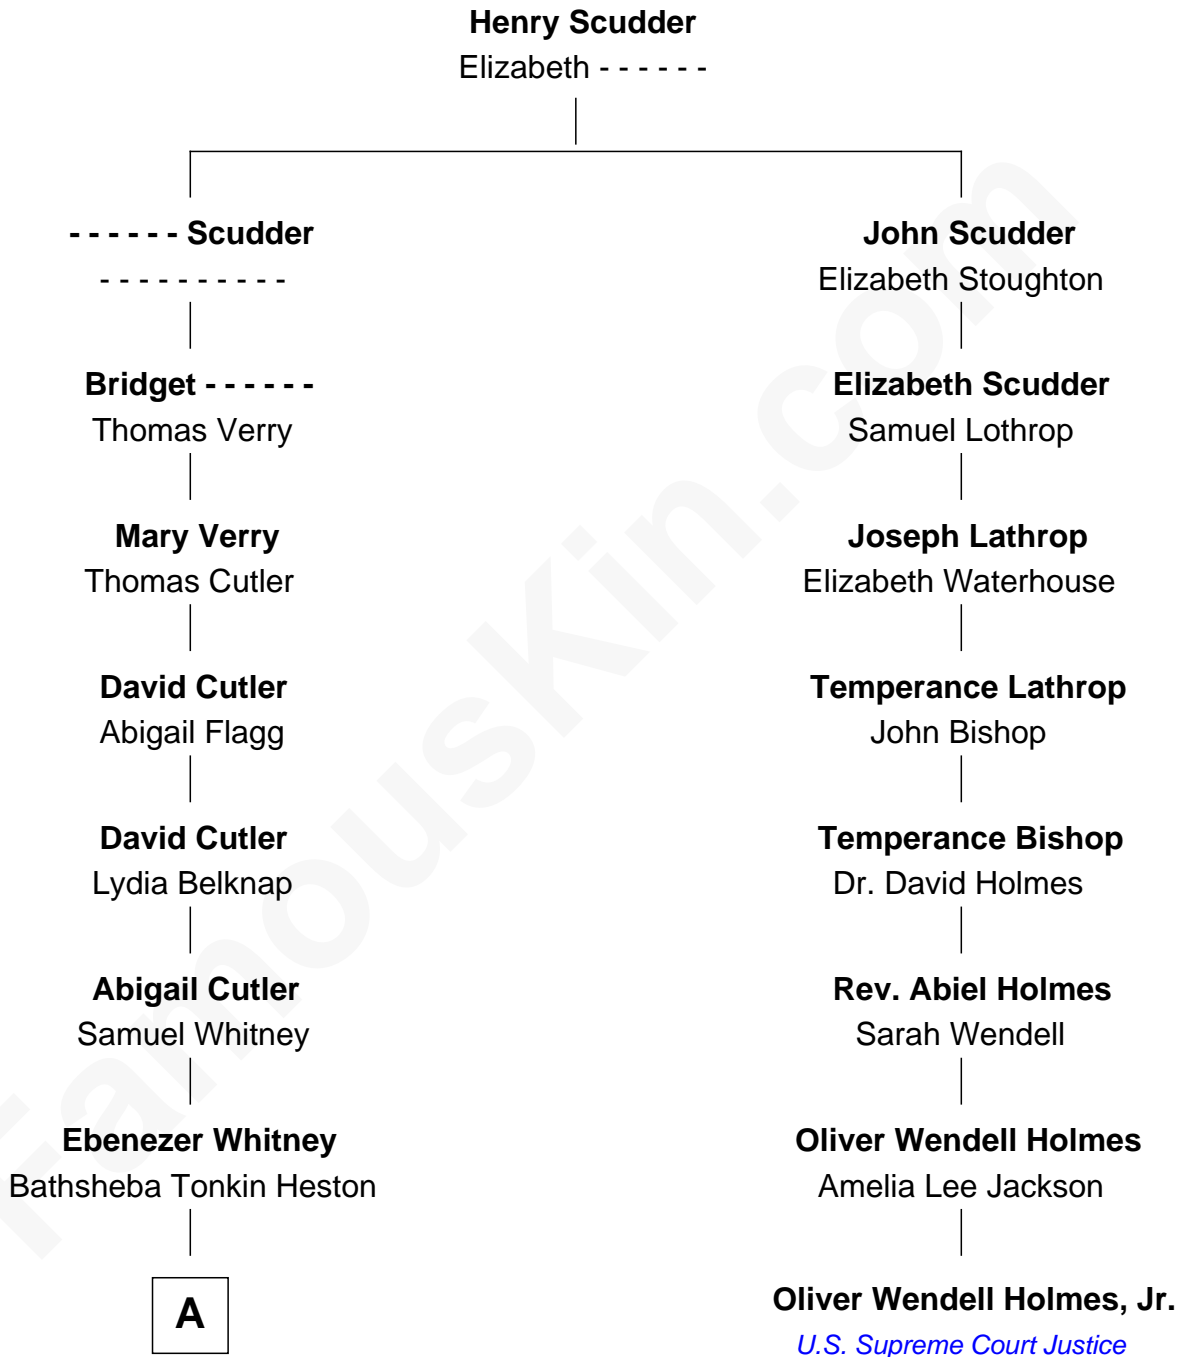 Henry Scudder
Elizabeth - - - - - -
- - - - - - Scudder
- - - - - - - - - -
John Scudder
Elizabeth Stoughton
Bridget - - - - - -
Thomas Verry
Elizabeth Scudder
Samuel Lothrop
Mary Verry
Thomas Cutler
Joseph Lathrop
Elizabeth Waterhouse
David Cutler
Abigail Flagg
Temperance Lathrop
John Bishop
David Cutler
Lydia Belknap
Temperance Bishop
Dr. David Holmes
Abigail Cutler
Samuel Whitney
Rev. Abiel Holmes
Sarah Wendell
Ebenezer Whitney
Bathsheba Tonkin Heston
Oliver Wendell Holmes
Amelia Lee Jackson
A
Oliver Wendell Holmes, Jr.
U.S. Supreme Court Justice
FamousKin.com